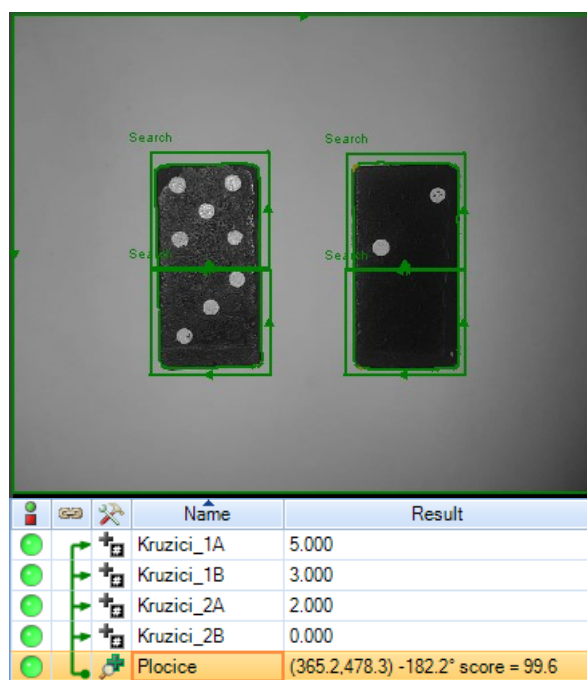 Search
Search
Search
Search
Name Result
Kruzici_1A 5.000
Kruzici_1B 3.000
Kruzici_2A 2.000
Kruzici_2B 0.000
Plocice (365.2,478.3) -182.2° score = 99.6